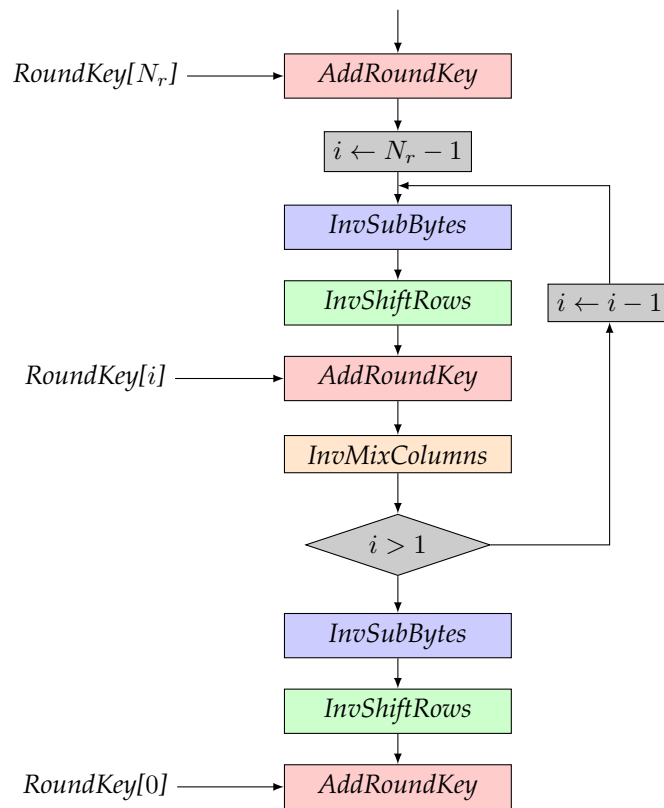 RoundKey[N_r] AddRoundKey
i ← N_r − 1
InvSubBytes
InvShiftRows
i ← i − 1
RoundKey[i] AddRoundKey
InvMixColumns
i > 1
InvSubBytes
InvShiftRows
RoundKey[0] AddRoundKey